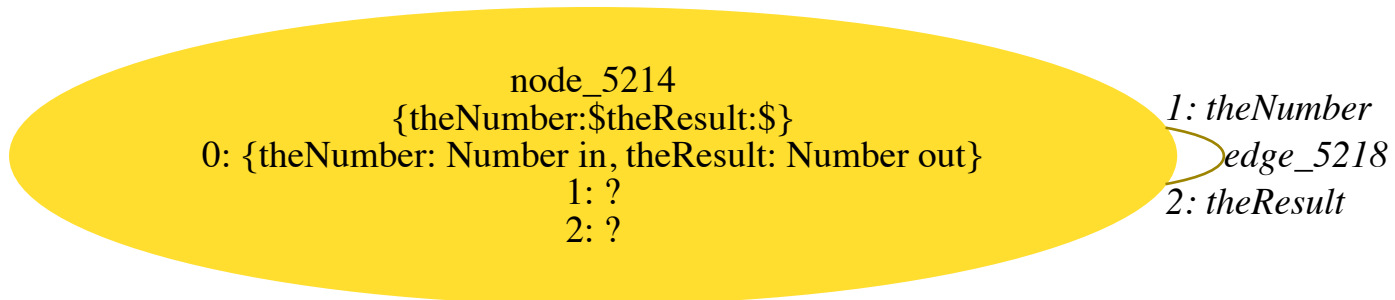 node_5214
{theNumber:$theResult:$}
0: {theNumber: Number in, theResult: Number out}
1: ?
2: ?
1: theNumber
edge_5218
2: theResult